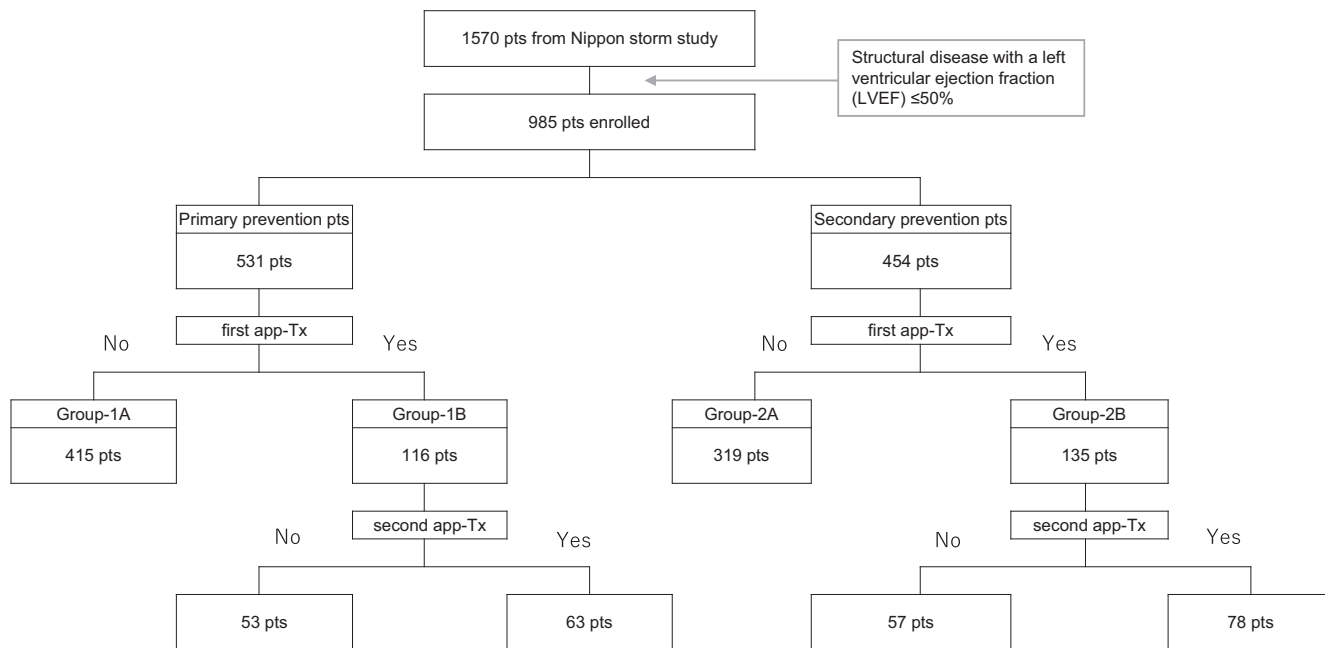 1570 pts from Nippon storm study
Structural disease with a left
ventricular ejection fraction
(LVEF) ≤50%
985 pts enrolled
Primary prevention pts
531 pts
Secondary prevention pts
454 pts
first app-Tx
first app-Tx
No
Yes
No
Yes
Group-1A
415 pts
Group-1B
116 pts
Group-2A
319 pts
Group-2B
135 pts
second app-Tx
second app-Tx
No
Yes
No
Yes
53 pts
63 pts
57 pts
78 pts